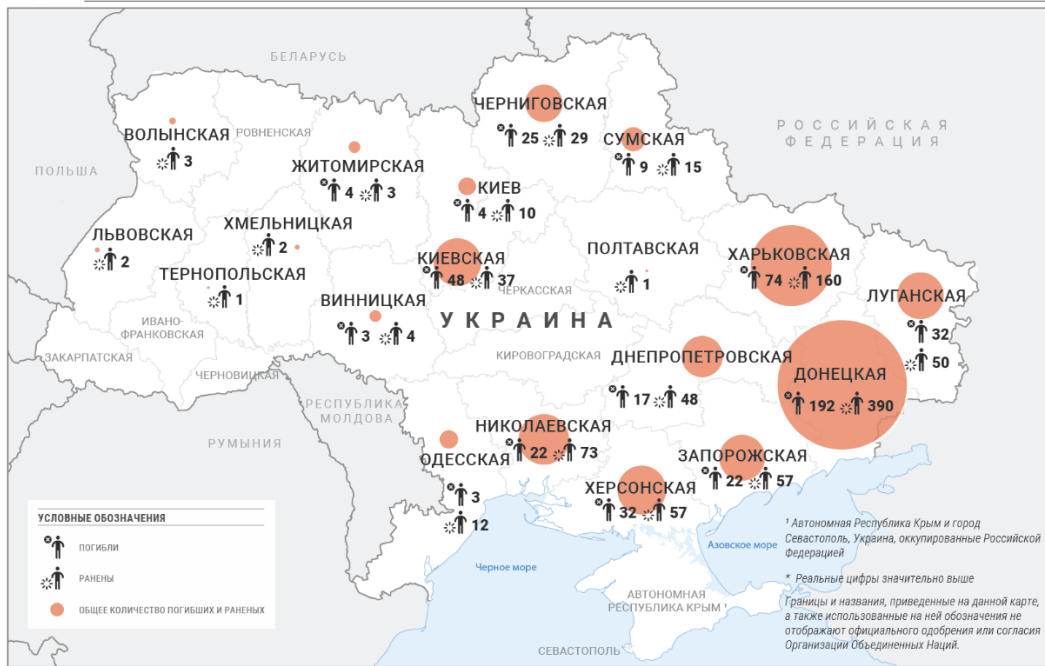 БЕЛАРУСЬ
ЧЕРНИГОВСКАЯ
25 29
ВОЛЫНСКАЯ
3
РОВНЕНСКАЯ
СУМСКАЯ
9 15
РОССИЙСКАЯ
ФЕДЕРАЦИЯ
ПОЛЬША
ЖИТОМИРСКАЯ
4 3
КИЕВ
4 10
ЛЬВОВСКАЯ
2
ХМЕЛЬНИЦКАЯ
2
ТЕРНОПОЛЬСКАЯ
1
КИЕВСКАЯ
48 37
ПОЛТАВСКАЯ
1
ХАРЬКОВСКАЯ
74 160
ЧЕРКАССКАЯ
ЛУГАНСКАЯ
32
50
ВИННИЦКАЯ
3 4
УКРАИНА
ИВАНО-
ФРАНКОВСКАЯ
ЗАКАРПАТСКАЯ
ЧЕРНОВИЦКАЯ
КИРОВОГРАДСКАЯ
ДНЕПРОПЕТРОВСКАЯ
17 48
ДОНЕЦКАЯ
192 390
РЕСПУБЛИКА
МОЛДОВА
РУМЫНИЯ
НИКОЛАЕВСКАЯ
22 73
ОДЕССКАЯ
3
12
ЗАПОРОЖСКАЯ
22 57
ХЕРСОНСКАЯ
32 57
УСЛОВНЫЕ ОБОЗНАЧЕНИЯ
ПОГИБЛИ
РАНЕНЫ
ОБЩЕЕ КОЛИЧЕСТВО ПОГИБШИХ И РАНЕНЫХ
Черное море
Азовское море
АВТОНОМНАЯ
РЕСПУБЛИКА КРЫМ ¹
СЕВАСТОПОЛЬ
¹ Автономная Республика Крым и город
Севастополь, Украина, оккупированные Российской
Федерацией
* Реальные цифры значительно выше
Границы и названия, приведенные на данной карте,
а также использованные на ней обозначения не
отображают официального одобрения или согласия
Организации Объединенных Наций.